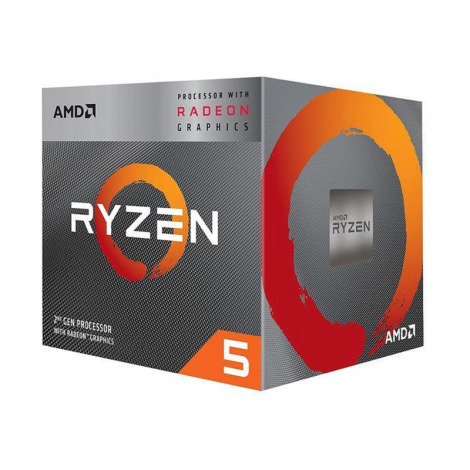 AMD
PROCESSOR WITH
RADEON
GRAPHICS
RYZEN
2ND GEN PROCESSOR
WITH RADEON™ GRAPHICS
5
AMD
RYZEN
AMD